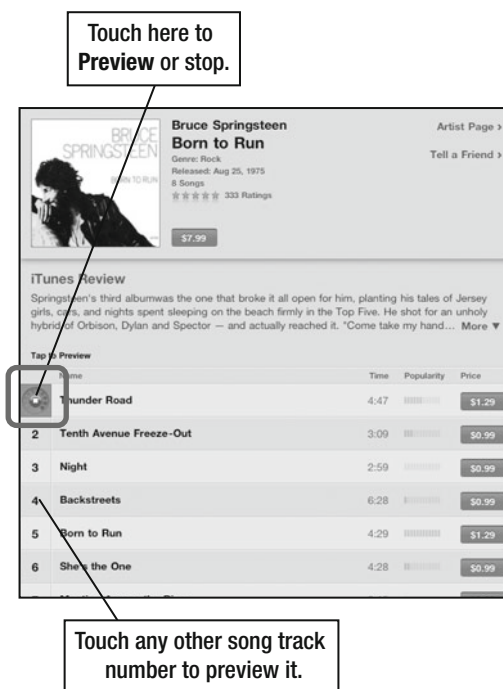 Touch here to
Preview or stop.
BRUCE
SPRINGSTEEN
BORN TO RUN
Bruce Springsteen
Born to Run
Genre: Rock
Released: Aug 25, 1975
8 Songs
333 Ratings
$7.99
Artist Page >
Tell a Friend >
iTunes Review
Springsteen's third albumwas the one that broke it all open for him, planting his tales of Jersey
girls, cars, and nights spent sleeping on the beach firmly in the Top Five. He shot for an unholy
hybrid of Orbison, Dylan and Spector — and actually reached it. "Come take my hand... More ▼
Tap to Preview
Name Time Popularity Price
Thunder Road 4:47 $1.29
2 Tenth Avenue Freeze-Out 3:09 $0.99
3 Night 2:59 $0.99
4 Backstreets 6:28 $0.99
5 Born to Run 4:29 $1.29
6 She's the One 4:28 $0.99
Touch any other song track
number to preview it.